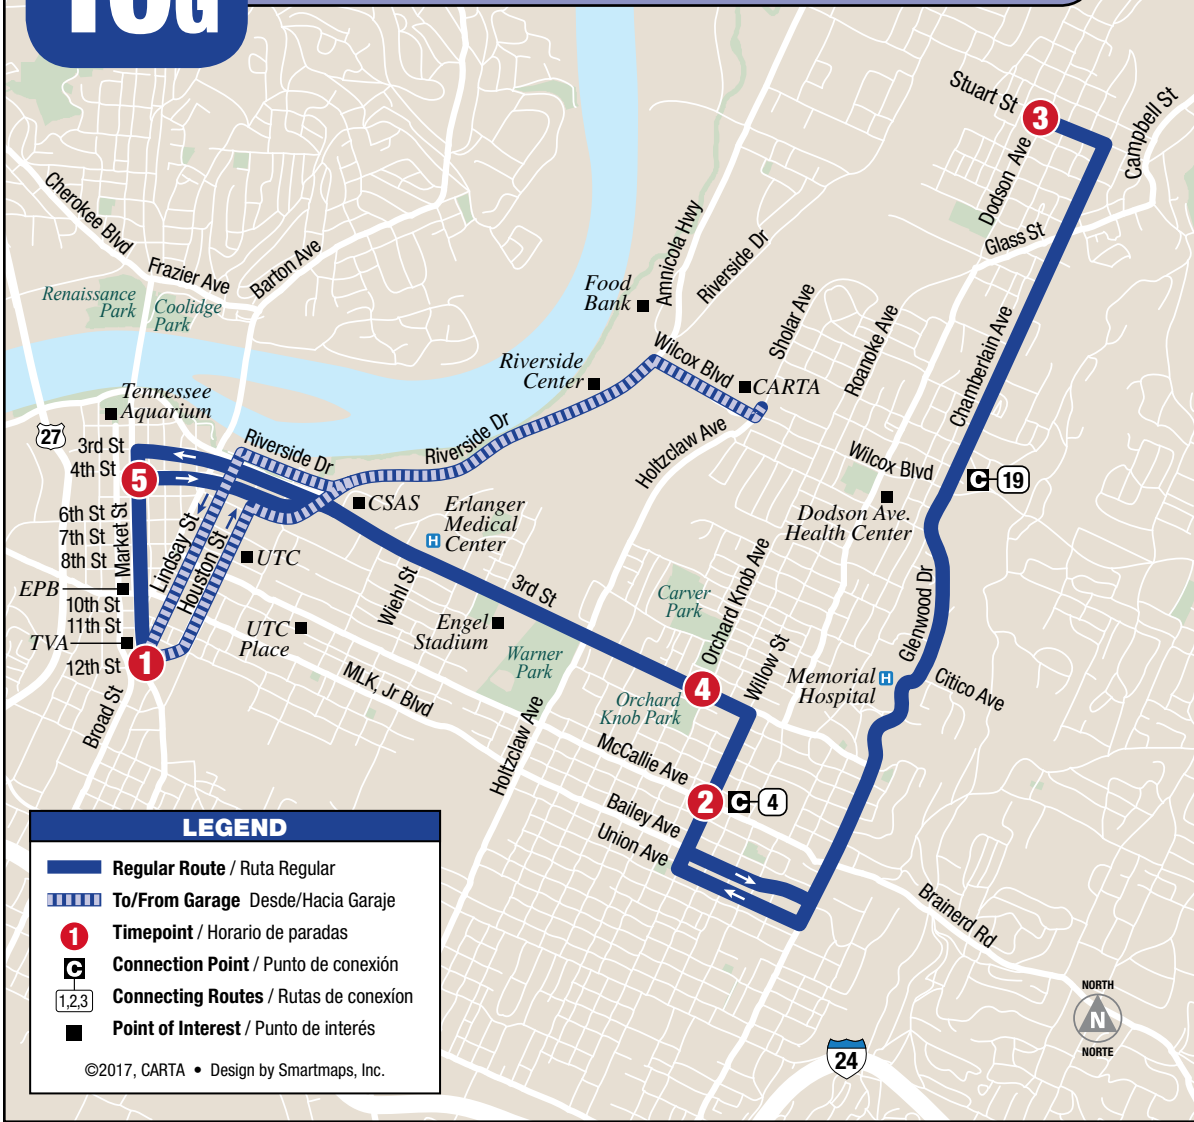 10G
Stuart St
3
Campbell St
Dodson Ave
Glass St
Cherokee Blvd
Frazier Ave
Barton Ave
Renaissance
Park
Coolidge
Park
Amnicola Hwy
Riverside Dr
Food
Bank
Sholar Ave
Roanoke Ave
Chamberlain Ave
Riverside
Center
Wilcox Blvd
CARTA
Tennessee
Aquarium
27
3rd St
4th St
5
Riverside Dr
Riverside Dr
Holtzclaw Ave
Wilcox Blvd
C 19
CSAS
Erlanger
Medical
H Center
Dodson Ave.
Health Center
6th St
7th St
8th St
Market St
Lindsay St
Houston St
UTC
EPB
10th St
11th St
TVA
12th St
1
Broad St
UTC
Place
Wiehl St
3rd St
Engel
Stadium
Warner
Park
Carver
Park
Orchard Knob Ave
Willow St
Glenwood Dr
Citico Ave
Memorial H
Hospital
4
Orchard
Knob Park
MLK, Jr Blvd
Holtzclaw Ave
McCallie Ave
2 C 4
Bailey Ave
Union Ave
Brainerd Rd
24
NORTH
N
NORTE
LEGEND
Regular Route / Ruta Regular
To/From Garage Desde/Hacia Garaje
1 Timepoint / Horario de paradas
C Connection Point / Punto de conexión
1,2,3 Connecting Routes / Rutas de conexíon
Point of Interest / Punto de interés
©2017, CARTA • Design by Smartmaps, Inc.